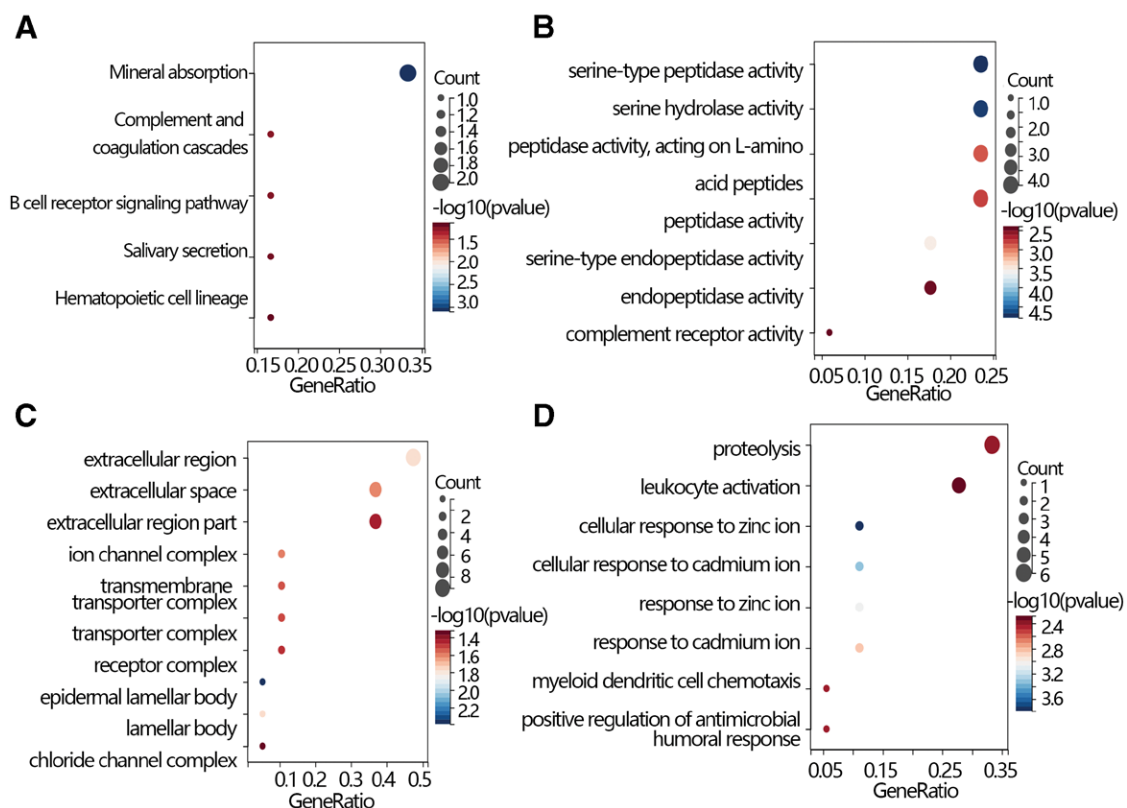 A
Mineral absorption
Complement and
coagulation cascades
B cell receptor signaling pathway
Salivary secretion
Hematopoietic cell lineage
0.15 0.20 0.25 0.30 0.35
GeneRatio
Count
1.0
1.2
1.4
1.6
1.8
2.0
-log10(pvalue)
1.5
2.0
2.5
3.0
B
serine-type peptidase activity
serine hydrolase activity
peptidase activity, acting on L-amino
acid peptides
peptidase activity
serine-type endopeptidase activity
endopeptidase activity
complement receptor activity
0.05 0.10 0.15 0.20 0.25
GeneRatio
Count
1.0
2.0
3.0
4.0
-log10(pvalue)
2.5
3.0
3.5
4.0
4.5
C
extracellular region
extracellular space
extracellular region part
ion channel complex
transmembrane
transporter complex
transporter complex
receptor complex
epidermal lamellar body
lamellar body
chloride channel complex
0.1 0.2 0.3 0.4 0.5
GeneRatio
Count
2
4
6
8
-log10(pvalue)
1.4
1.6
1.8
2.0
2.2
D
proteolysis
leukocyte activation
cellular response to zinc ion
cellular response to cadmium ion
response to zinc ion
response to cadmium ion
myeloid dendritic cell chemotaxis
positive regulation of antimicrobial
humoral response
0.05 0.15 0.25 0.35
GeneRatio
Count
1
2
3
4
5
6
-log10(pvalue)
2.4
2.8
3.2
3.6